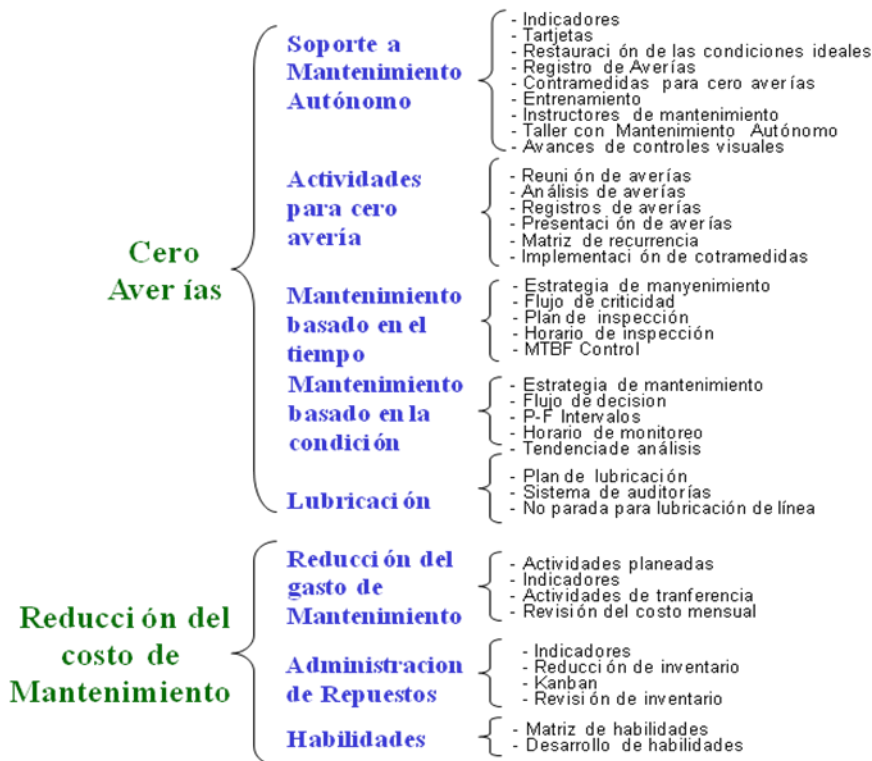 Cero
Aver ías
Soporte a
Mantenimiento
Autónomo
- Indicadores
- Tartjetas
- Restauraci ón de las condiciones ideales
- Registro de Averías
- Contramedidas para cero averías
- Entrenamiento
- Instructores de mantenimiento
- Taller con Mantenimiento Autónomo
- Avances de controles visuales
Actividades
para cero
avería
- Reuni ón de averías
- Análisis de averías
- Registros de averías
- Presentaci ón de averías
- Matriz de recurrencia
- Implementaci ón de cotramedidas
Mantenimiento
basado en el
tiempo
- Estrategia de manyenimiento
- Flujo de criticidad
- Plan de inspección
- Horario de inspección
- MTBF Control
Mantenimiento
basado en la
condición
- Estrategia de mantenimiento
- Flujo de decision
- P-F Intervalos
- Horario de monitoreo
- Tendenciade análisis
Lubricación
- Plan de lubricación
- Sistema de auditorías
- No parada para lubricación de línea
Reducci ón del
costo de
Mantenimiento
Reducción del
gasto de
Mantenimiento
- Actividades planeadas
- Indicadores
- Actividades de tranferencia
- Revisión del costo mensual
Administracion
de Repuestos
- Indicadores
- Reducci ón de inventario
- Kanban
- Revisi ón de inventario
Habilidades
- Matriz de habilidades
- Desarrollo de habilidades